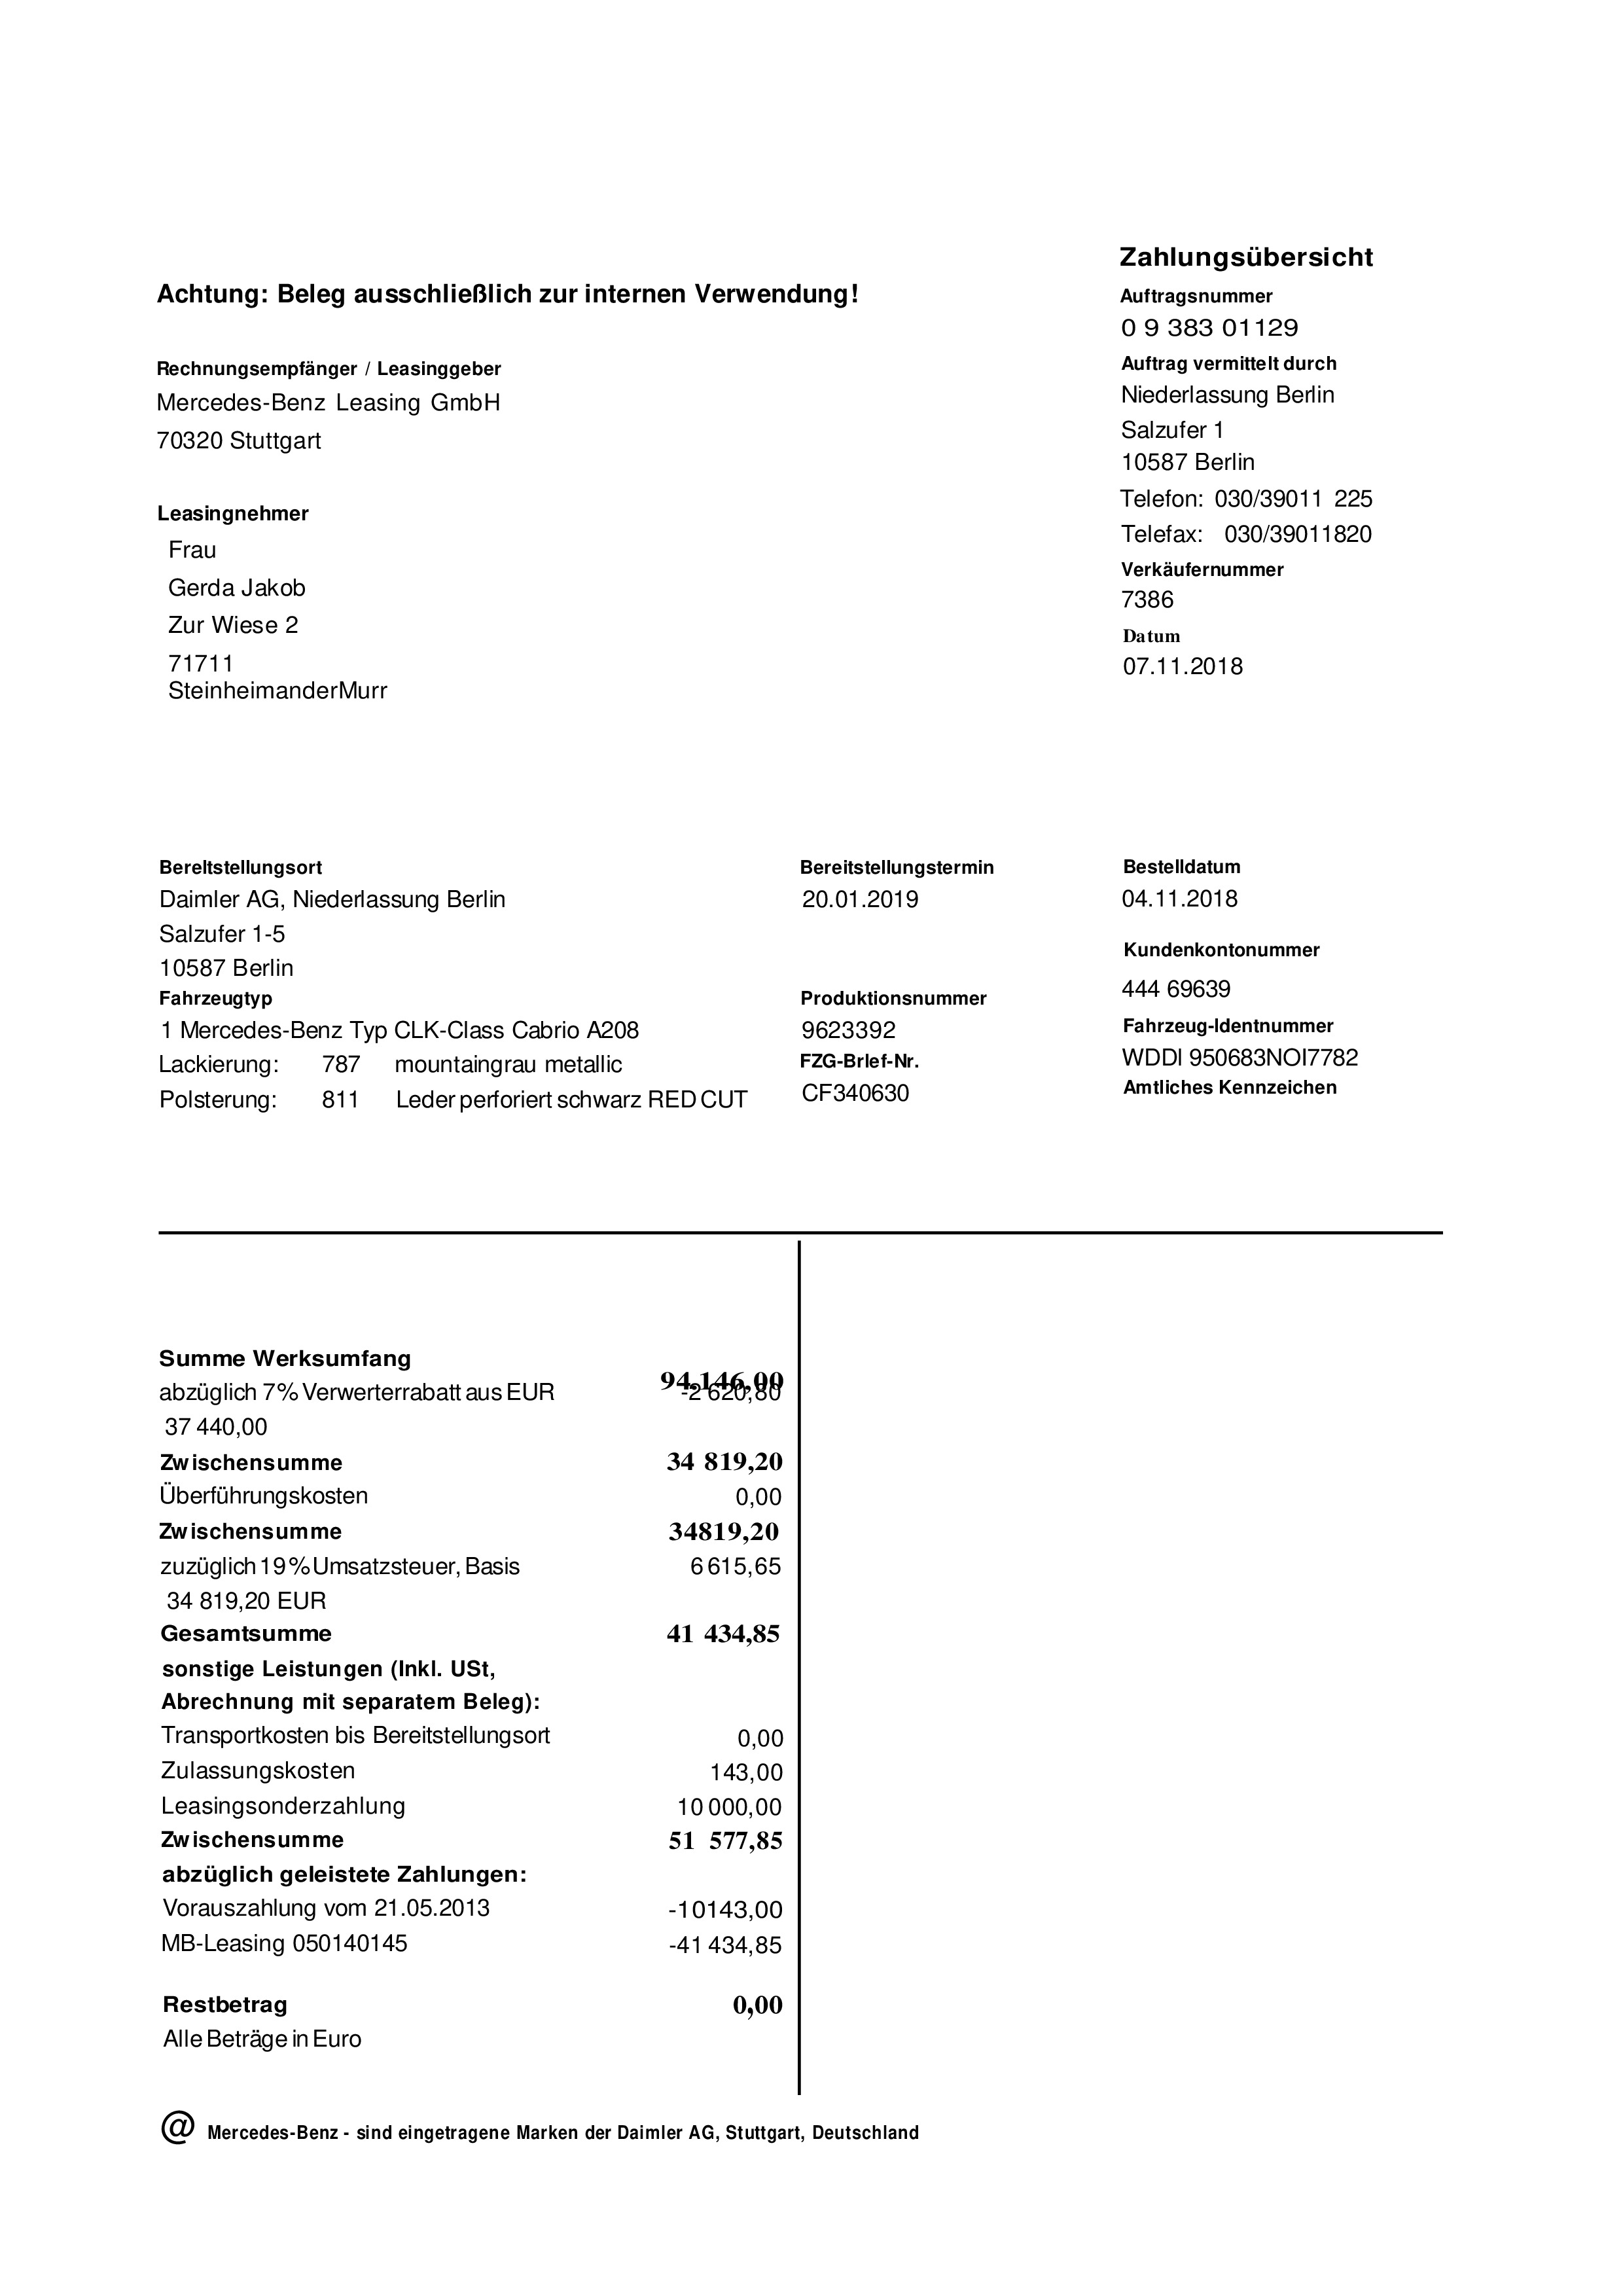 Zahlungsübersicht
Achtung: Beleg ausschließlich zur internen Verwendung!
Auftragsnummer
0 9 383 01129
Rechnungsempfänger / Leasinggeber
Mercedes-Benz Leasing GmbH
70320 Stuttgart
Auftrag vermittelt durch
Niederlassung Berlin
Salzufer 1
10587 Berlin
Telefon: 030/39011 225
Telefax: 030/39011820
Verkäufernummer
7386
Datum
07.11.2018
Leasingnehmer
Frau
Gerda Jakob
Zur Wiese 2
71711
SteinheimanderMurr
Bereltstellungsort
Daimler AG, Niederlassung Berlin
Salzufer 1-5
10587 Berlin
Bereitstellungstermin
20.01.2019
Bestelldatum
04.11.2018
Kundenkontonummer
444 69639
Fahrzeugtyp
1 Mercedes-Benz Typ CLK-Class Cabrio A208
Lackierung: 787 mountaingrau metallic
Polsterung: 811 Leder perforiert schwarz RED CUT
Produktionsnummer
9623392
FZG-Brlef-Nr.
CF340630
Fahrzeug-Identnummer
WDDI 950683NOI7782
Amtliches Kennzeichen
Summe Werksumfang 94.146,00
abzüglich 7% Verwerterrabatt aus EUR -2 620,80
37 440,00
Zwischensumme 34 819,20
Überführungskosten 0,00
Zwischensumme 34819,20
zuzüglich 19 % Umsatzsteuer, Basis 6 615,65
34 819,20 EUR
Gesamtsumme 41 434,85
sonstige Leistungen (Inkl. USt,
Abrechnung mit separatem Beleg):
Transportkosten bis Bereitstellungsort 0,00
Zulassungskosten 143,00
Leasingsonderzahlung 10 000,00
Zwischensumme 51 577,85
abzüglich geleistete Zahlungen:
Vorauszahlung vom 21.05.2013 -10143,00
MB-Leasing 050140145 -41 434,85
Restbetrag 0,00
Alle Beträge in Euro
@ Mercedes-Benz - sind eingetragene Marken der Daimler AG, Stuttgart, Deutschland